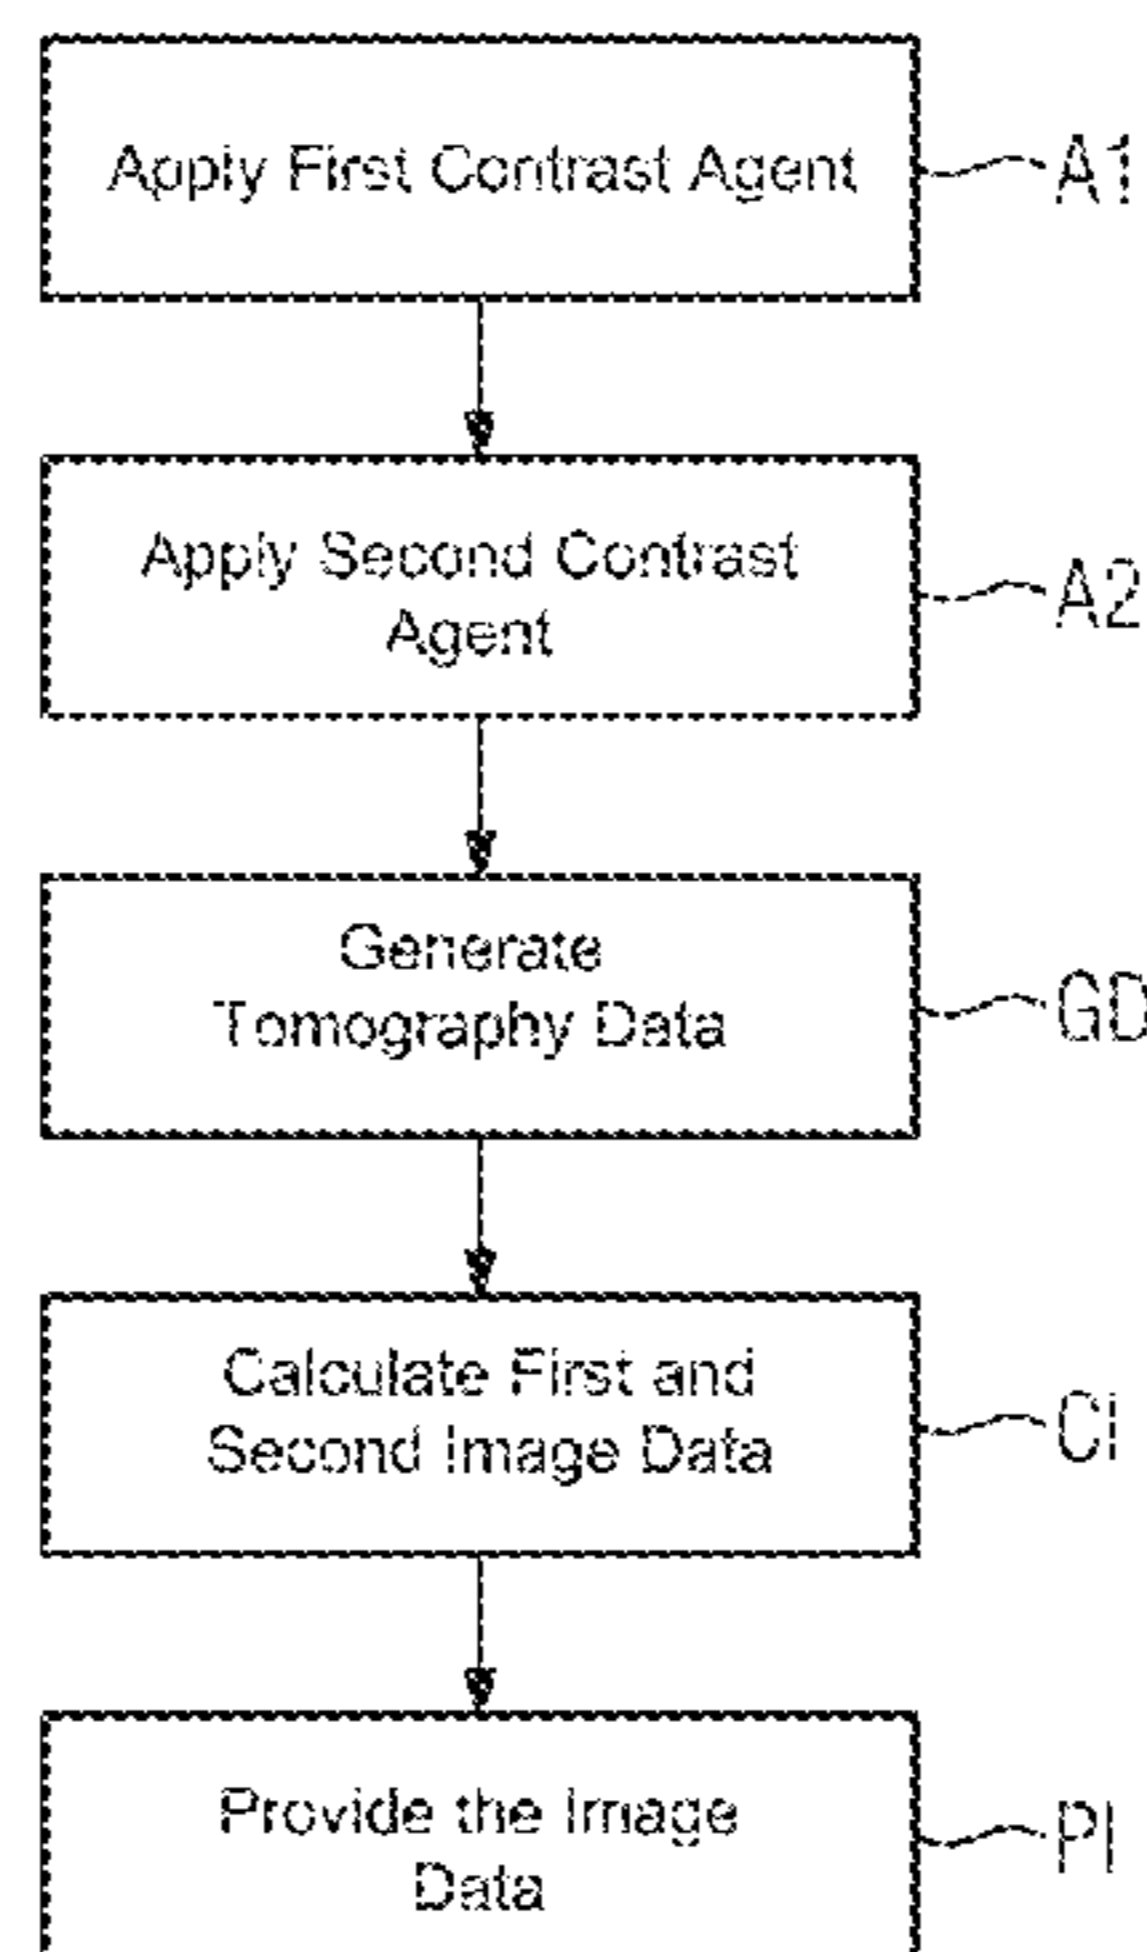 Apply First Contrast Agent
A1
Apply Second Contrast
Agent
A2
Generate
Tomography Data
GD
Calculate First and
Second Image Data
CI
Provide the Image
Data
PI